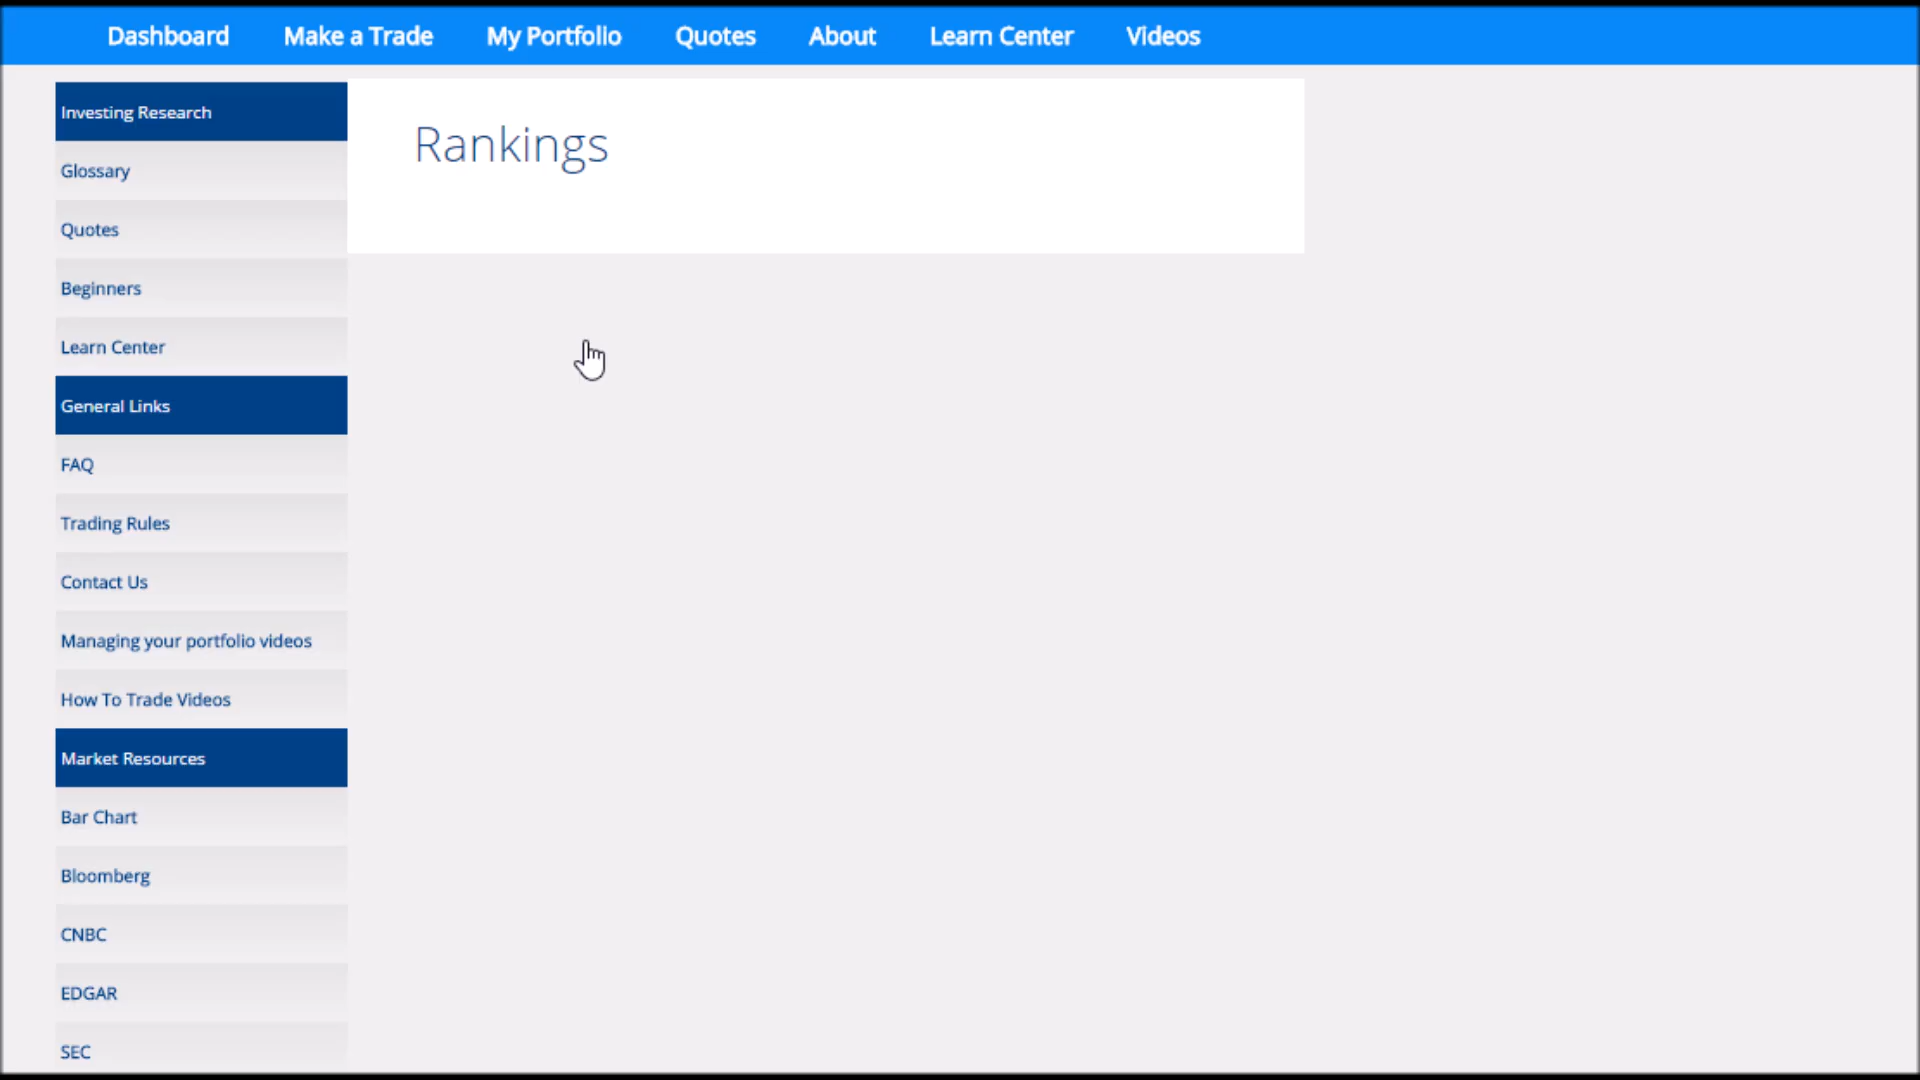 Dashboard Make a Trade My Portfolio Quotes About Learn Center Videos
Investing Research
Glossary
Quotes
Beginners
Learn Center
General Links
FAQ
Trading Rules
Contact Us
Managing your portfolio videos
How To Trade Videos
Market Resources
Bar Chart
Bloomberg
CNBC
EDGAR
SEC
Rankings